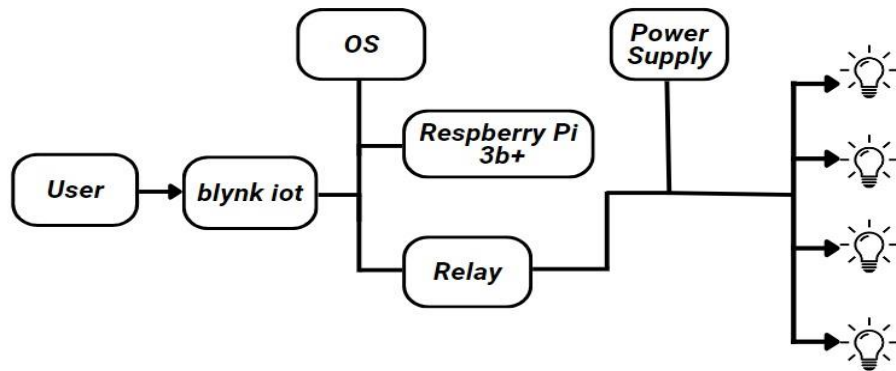 OS
Power
Supply
Respberry Pi
3b+
User
blynk iot
Relay